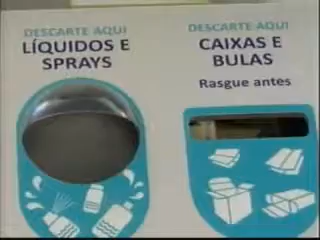 DESCARTE AQUI
LÍQUIDOS E
SPRAYS
DESCARTE AQUI
CAIXAS E
BULAS
Rasgue antes